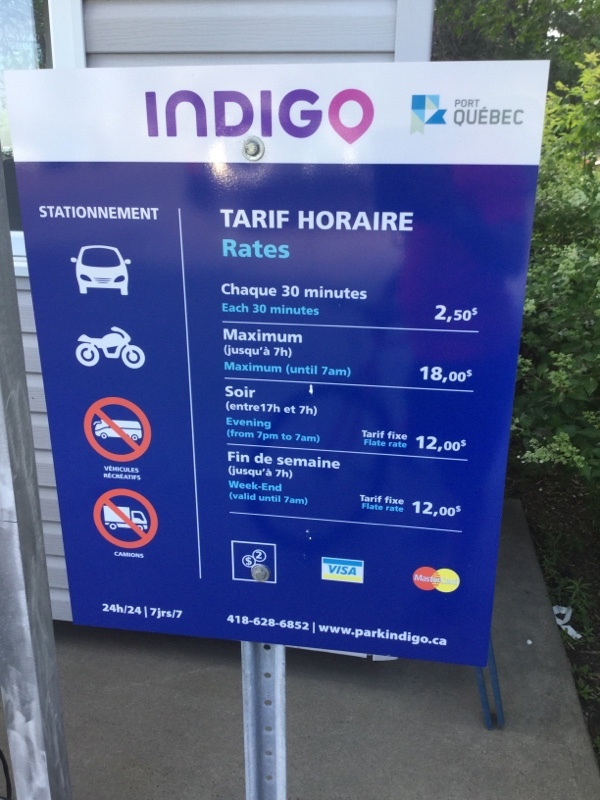 INDIGO
PORT
QUÉBEC
STATIONNEMENT
TARIF HORAIRE
Rates
Chaque 30 minutes
Each 30 minutes
2,50$
Maximum
(jusqu'à 7h)
Maximum (until 7am)
18,00$
Soir
(entre17h et 7h)
Evening
(from 7pm to 7am)
Tarif fixe
Flate rate
12,00$
Fin de semaine
(jusqu'à 7h)
Week-End
(valid until 7am)
Tarif fixe
Flate rate
12,00$
VÉHICULES
RÉCRÉATIFS
CAMIONS
$ 2
VISA
MasterCard
24h/24 | 7jrs/7
418-628-6852 | www.parkindigo.ca